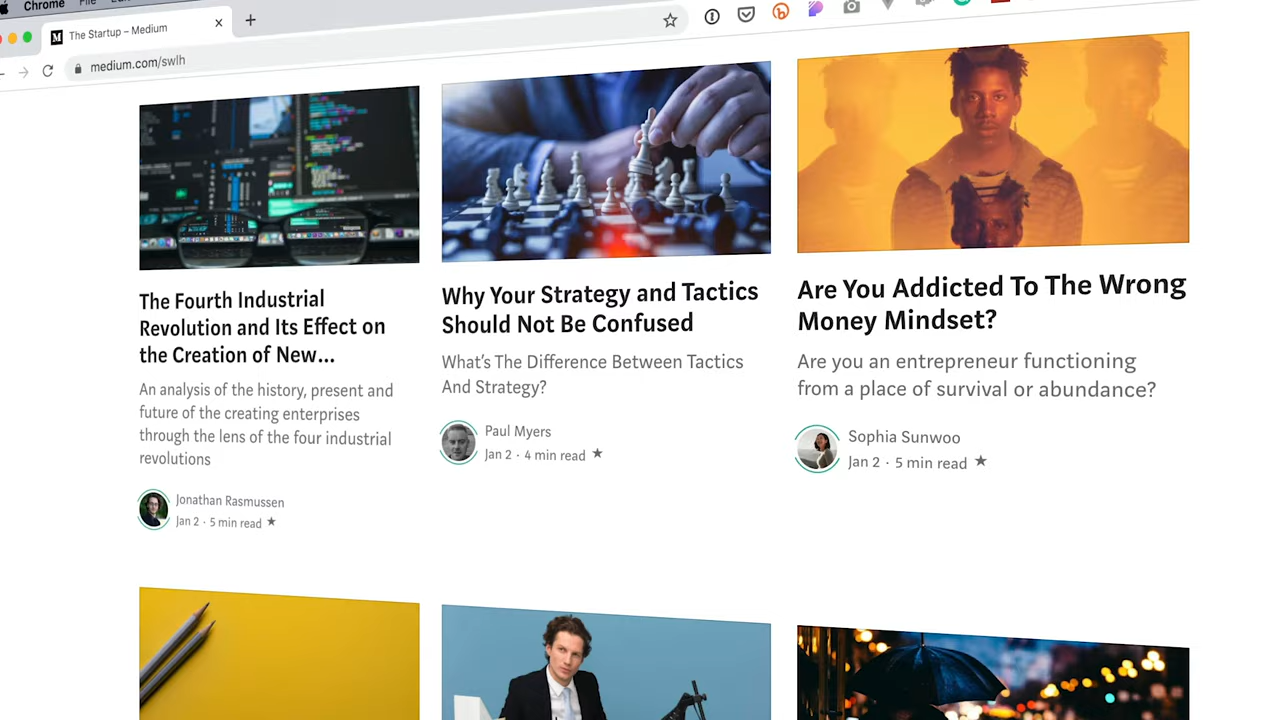 Chrome
The Startup – Medium
medium.com/swlh
The Fourth Industrial
Revolution and Its Effect on
the Creation of New...
An analysis of the history, present and
future of the creating enterprises
through the lens of the four industrial
revolutions
Jonathan Rasmussen
Jan 2 · 5 min read ★
Why Your Strategy and Tactics
Should Not Be Confused
What's The Difference Between Tactics
And Strategy?
Paul Myers
Jan 2 · 4 min read ★
Are You Addicted To The Wrong
Money Mindset?
Are you an entrepreneur functioning
from a place of survival or abundance?
Sophia Sunwoo
Jan 2 · 5 min read ★